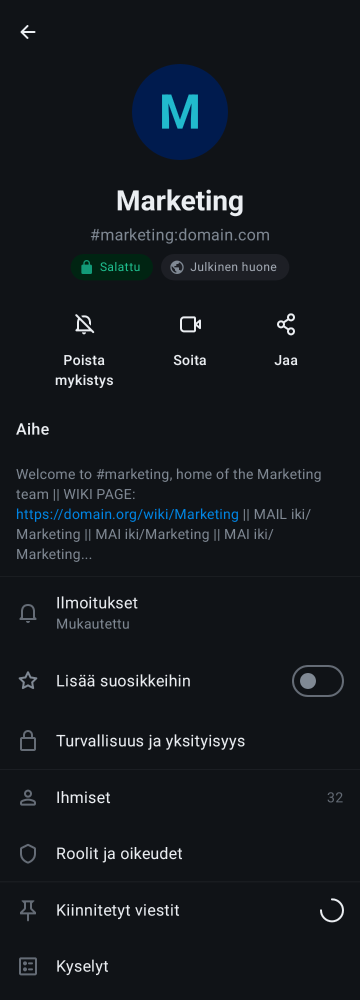 M
Marketing
#marketing:domain.com
Salattu
Julkinen huone
Poista
mykistys
Soita
Jaa
Aihe
Welcome to #marketing, home of the Marketing
team || WIKI PAGE:
https://domain.org/wiki/Marketing || MAIL iki/
Marketing || MAI iki/Marketing || MAI iki/
Marketing...
Ilmoitukset
Mukautettu
Lisää suosikkeihin
Turvallisuus ja yksityisyys
Ihmiset 32
Roolit ja oikeudet
Kiinnitetyt viestit
Kyselyt